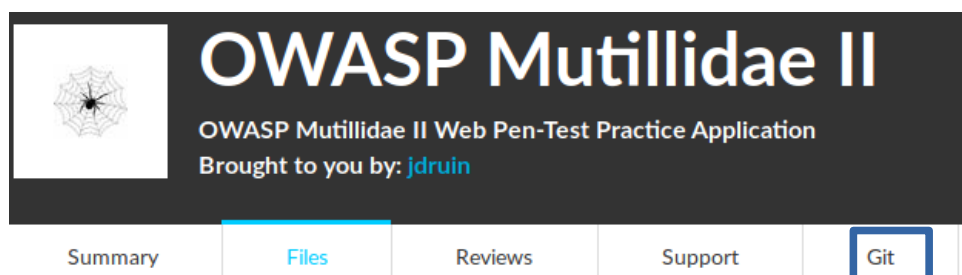 OWASP Mutillidae II
OWASP Mutillidae II Web Pen-Test Practice Application
Brought to you by: jdruin
Summary Files Reviews Support Git